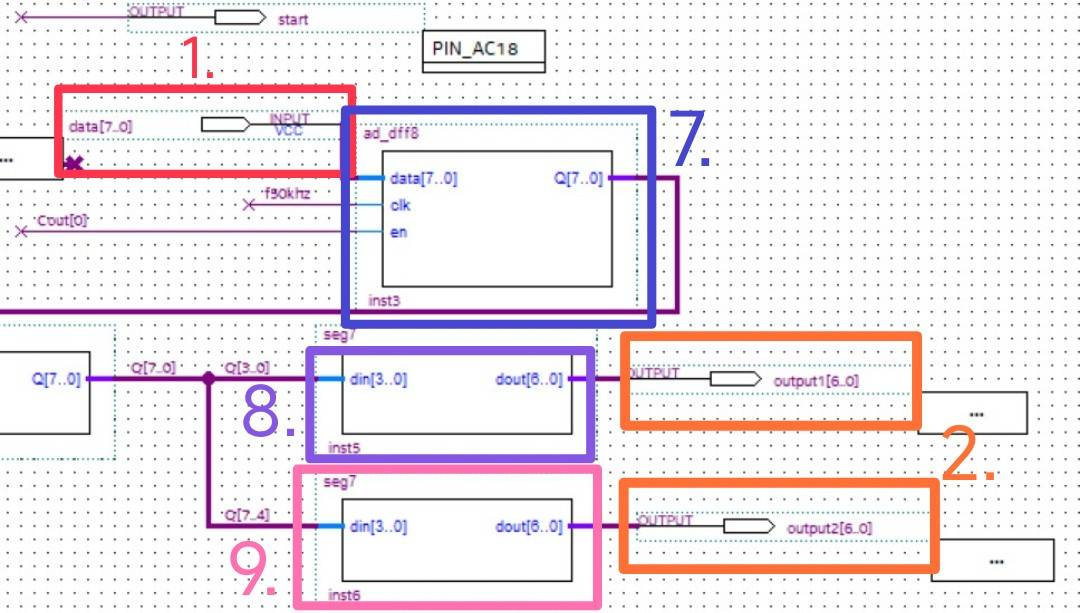 OUTPUT
start
PIN_AC18
1.
data[7..0]
INPUT
VCC
...
ad_dff8
7.
data[7..0]
Q[7..0]
f50khz
clk
Cout[0]
en
inst3
seg7
Q[7..0]
Q[7..0]
Q[3..0]
din[3..0]
dout[6..0]
OUTPUT
output1[6..0]
8.
...
inst5
2.
seg7
Q[7..4]
din[3..0]
dout[6..0]
OUTPUT
output2[6..0]
9.
...
inst6